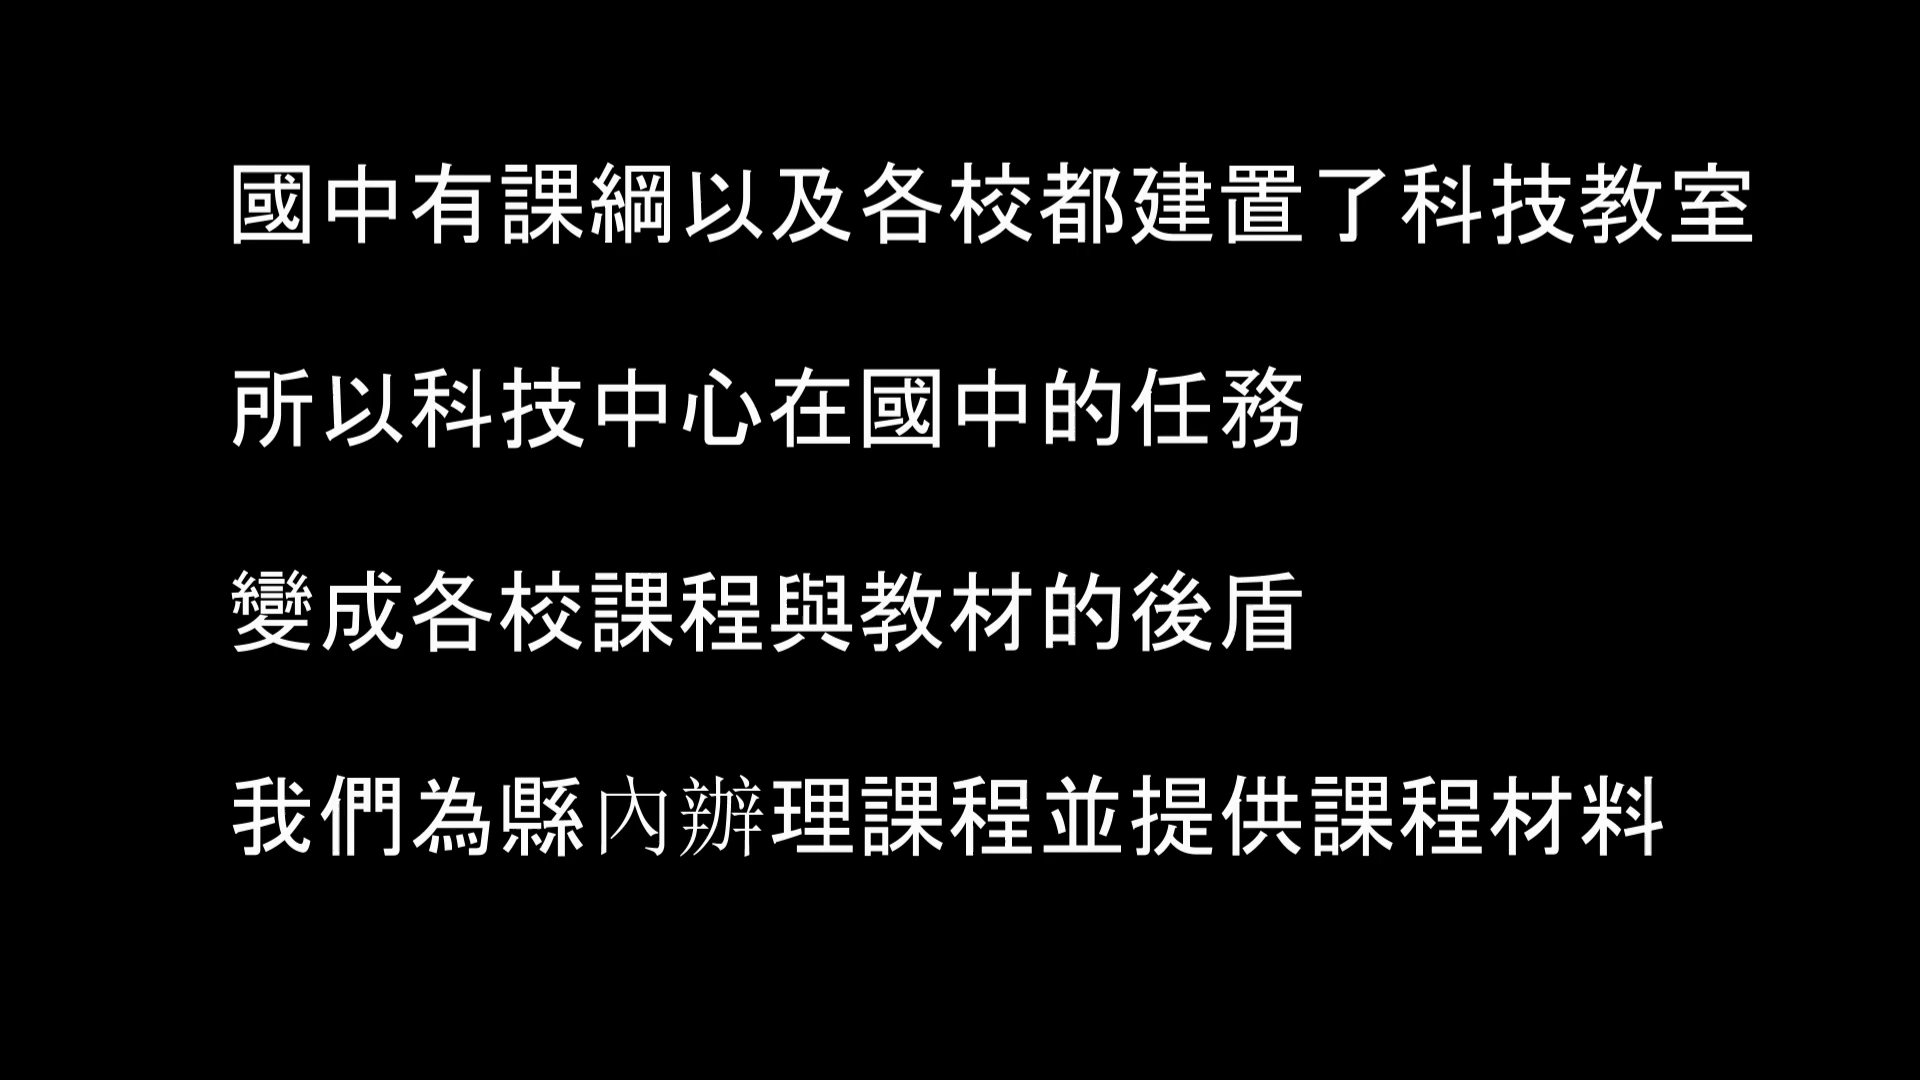 國中有課綱以及各校都建置了科技教室
所以科技中心在國中的任務
變成各校課程與教材的後盾
我們為縣內辦理課程並提供課程材料